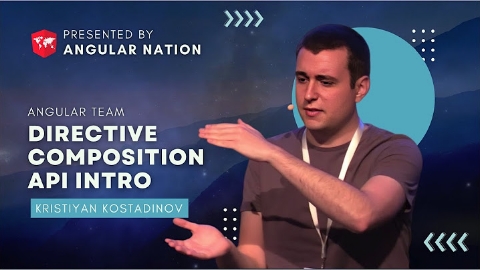 PRESENTED BY
ANGULAR NATION
ANGULAR TEAM
DIRECTIVE
COMPOSITION
API INTRO
KRISTIYAN KOSTADINOV